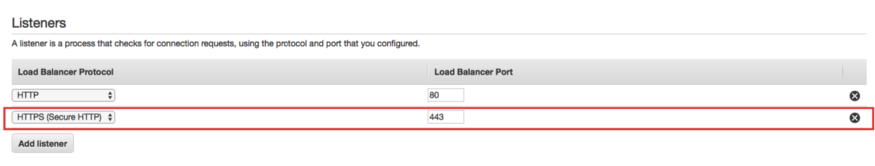 Listeners
A listener is a process that checks for connection requests, using the protocol and port that you configured.
Load Balancer Protocol Load Balancer Port
HTTP 80
HTTPS (Secure HTTP) 443
Add listener